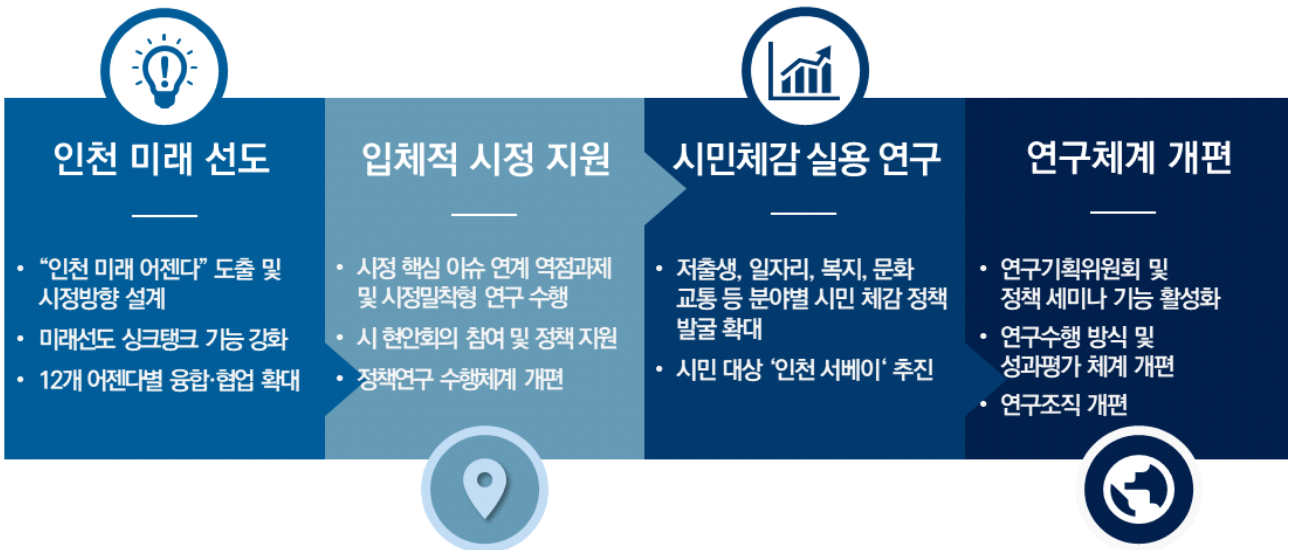 인천 미래 선도
• “인천 미래 어젠다” 도출 및
시정방향 설계
• 미래선도 싱크탱크 기능 강화
• 12개 어젠다별 융합·협업 확대
입체적 시정 지원
• 시정 핵심 이슈 연계 역점과제
및 시정밀착형 연구 수행
• 시 현안회의 참여 및 정책 지원
• 정책연구 수행체계 개편
시민체감 실용 연구
• 저출생, 일자리, 복지, 문화
교통 등 분야별 시민 체감 정책
발굴 확대
• 시민 대상 ‘인천 서베이‘ 추진
연구체계 개편
• 연구기획위원회 및
정책 세미나 기능 활성화
• 연구수행 방식 및
성과평가 체계 개편
• 연구조직 개편